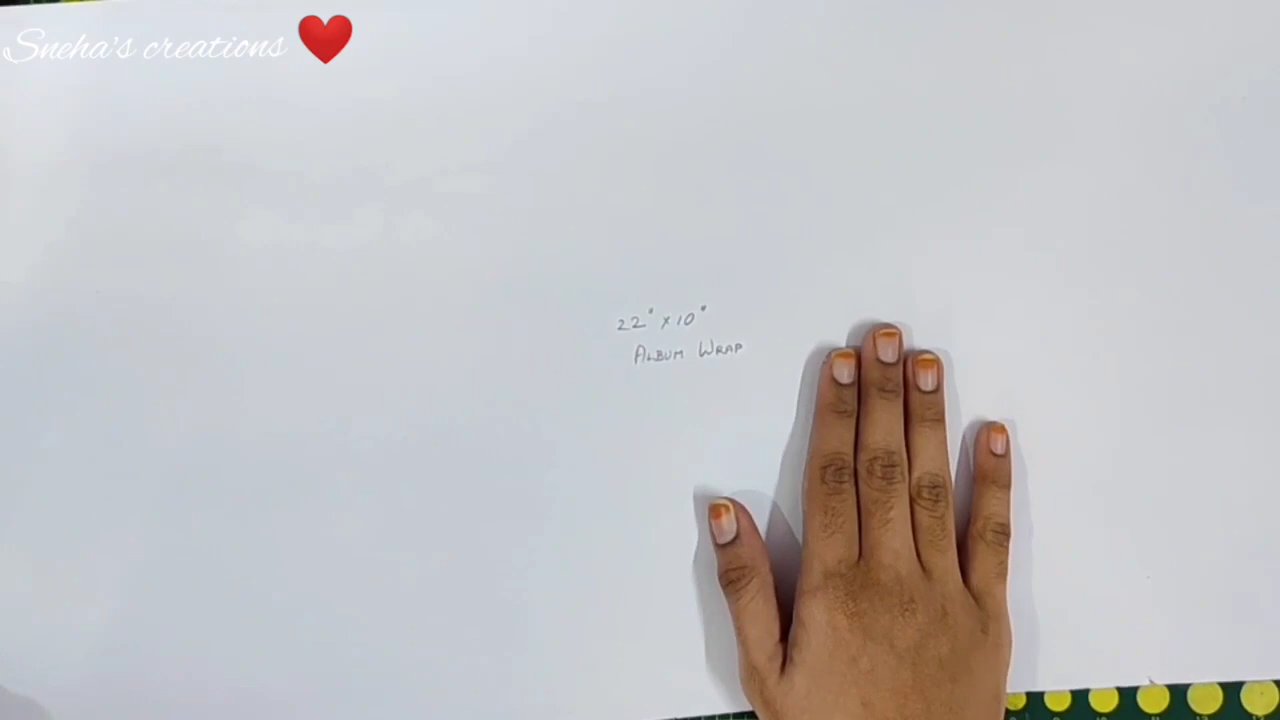 Sneha's creations ❤️
22" x 10"
ALBUM WRAP